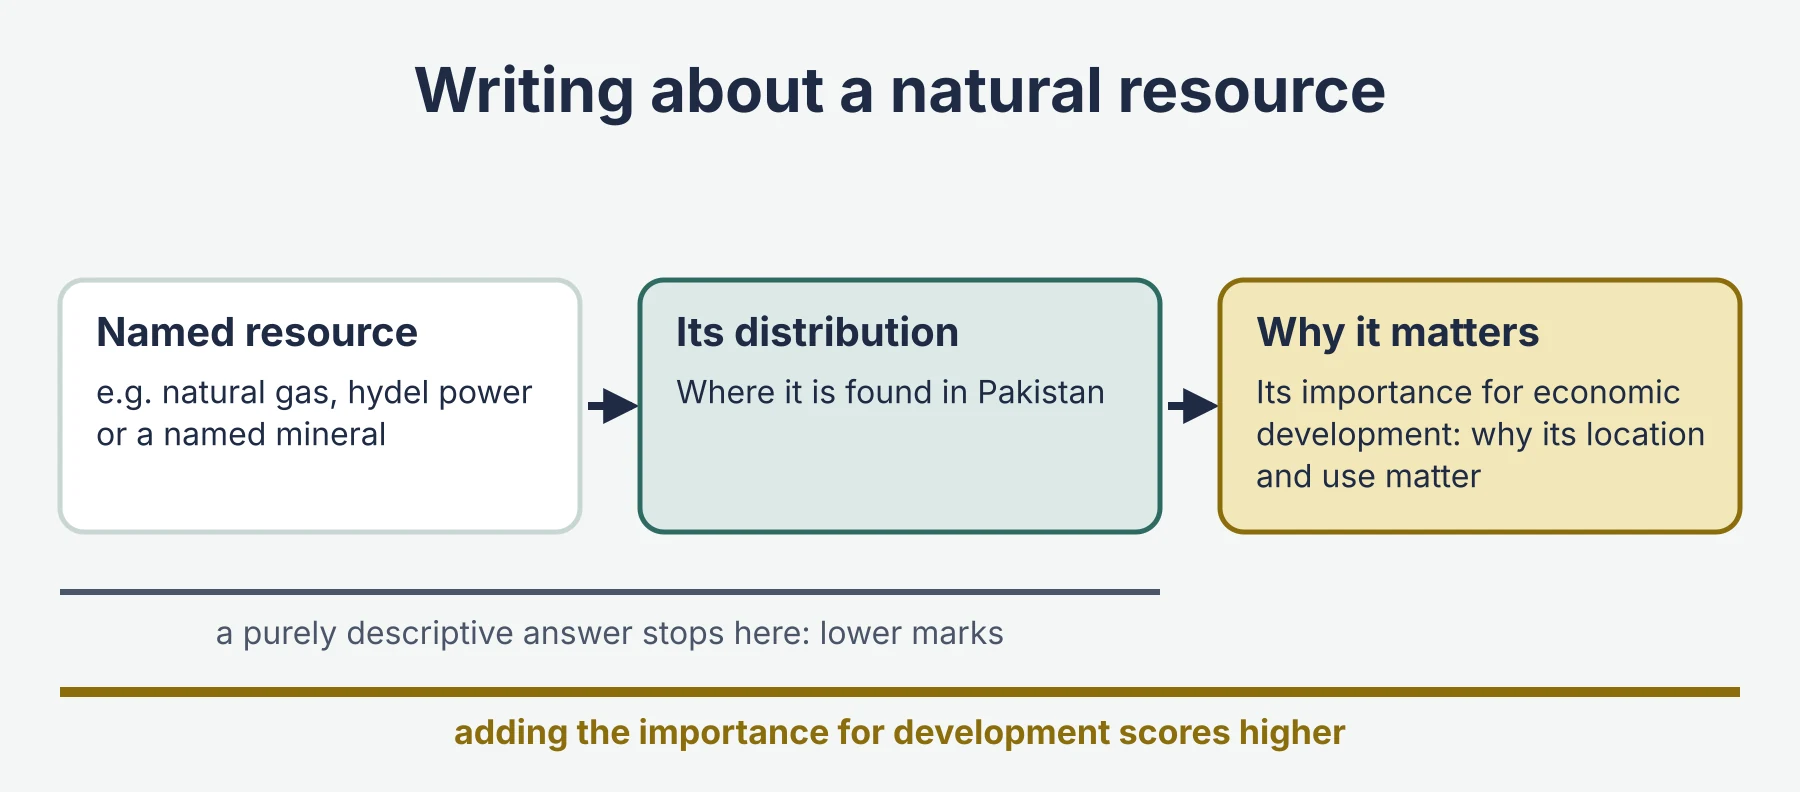 Writing about a natural resource
Named resource
e.g. natural gas, hydel power
or a named mineral
Its distribution
Where it is found in Pakistan
Why it matters
Its importance for economic
development: why its location
and use matter
a purely descriptive answer stops here: lower marks
adding the importance for development scores higher